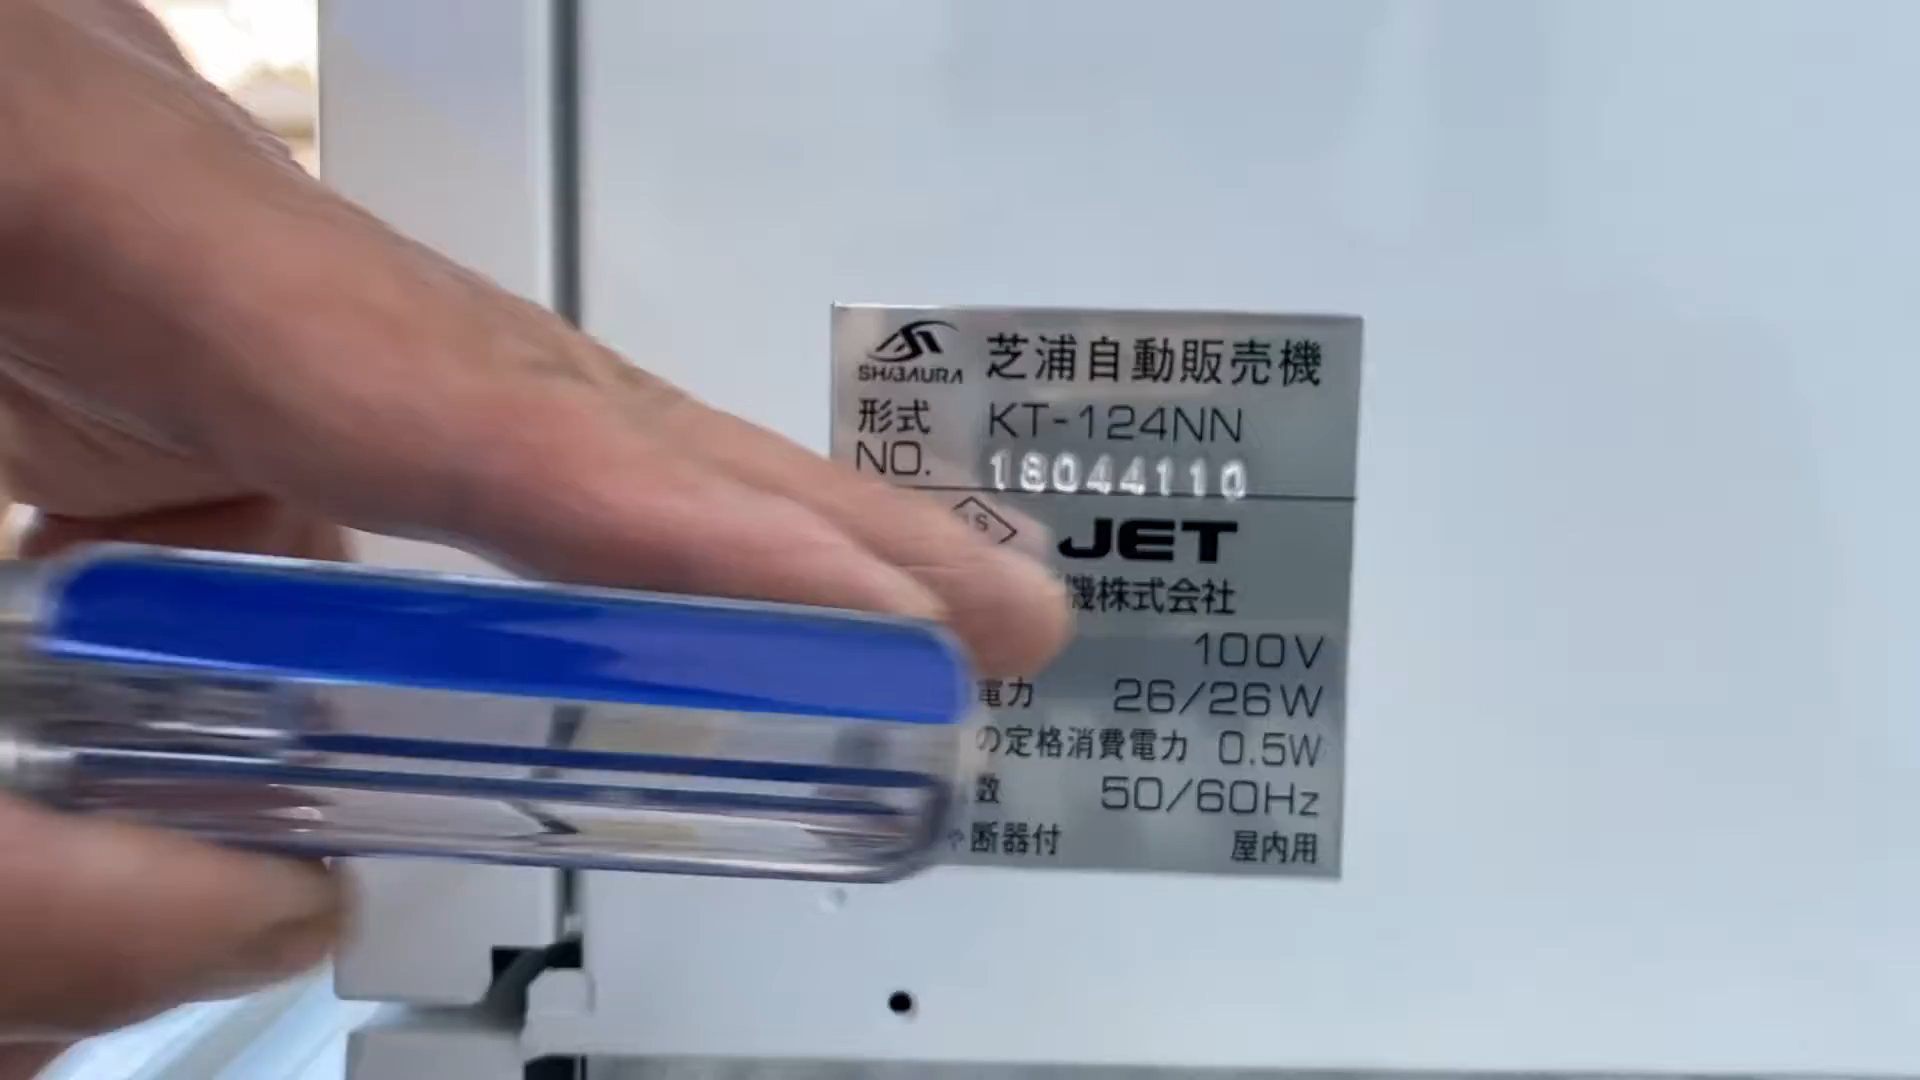 SHIBAURA 芝浦自動販売機
形式 KT-124NN
NO. 18044110
S JET
機株式会社
100V
電力 26/26W
の定格消費電力 0.5W
数 50/60Hz
断器付 屋内用